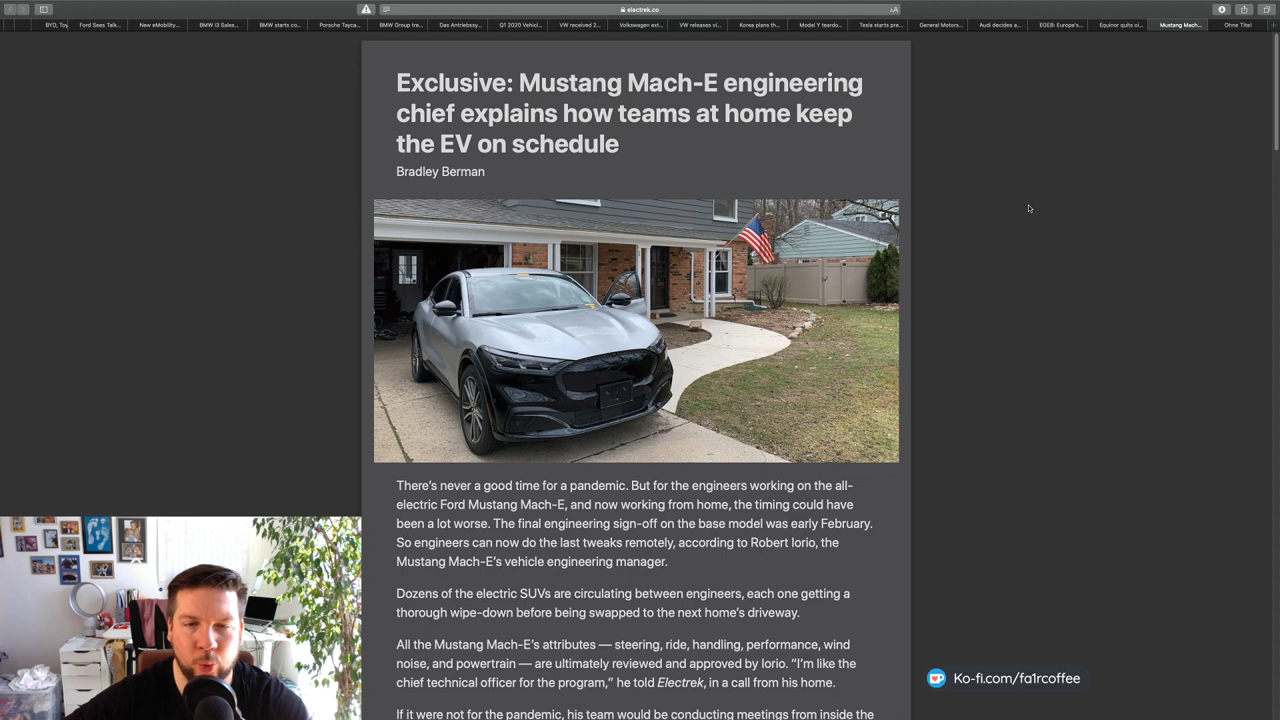 electrek.co
BYD, Toy
Ford Sees Talk...
New eMobility...
BMW i3 Sales...
BMW starts co...
Porsche Tayca...
BMW Group tre...
Das Antriebssy...
Q1 2020 Vehicl...
VW received 2...
Volkswagen ext...
VW releases vi...
Korea plans th...
Model Y teardo...
Tesla starts pre...
General Motors...
Audi decides a...
EGEB: Europe's...
Equinor quits oi...
Mustang Mach...
Ohne Titel
Exclusive: Mustang Mach-E engineering
chief explains how teams at home keep
the EV on schedule
Bradley Berman
There's never a good time for a pandemic. But for the engineers working on the all-
electric Ford Mustang Mach-E, and now working from home, the timing could have
been a lot worse. The final engineering sign-off on the base model was early February.
So engineers can now do the last tweaks remotely, according to Robert Iorio, the
Mustang Mach-E's vehicle engineering manager.
Dozens of the electric SUVs are circulating between engineers, each one getting a
thorough wipe-down before being swapped to the next home's driveway.
All the Mustang Mach-E's attributes — steering, ride, handling, performance, wind
noise, and powertrain — are ultimately reviewed and approved by Iorio. “I'm like the
chief technical officer for the program,” he told Electrek, in a call from his home.
If it were not for the pandemic, his team would be conducting meetings from inside the
Ko-fi.com/fa1rcoffee